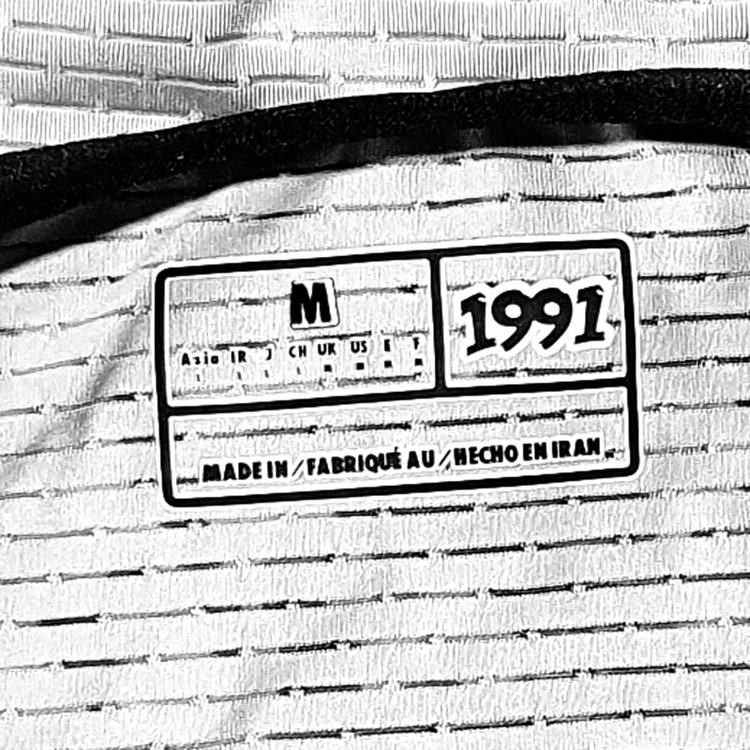 M
1991
Asia IR J CH UK US E F
MADE IN / FABRIQUÉ AU / HECHO EN IRAN